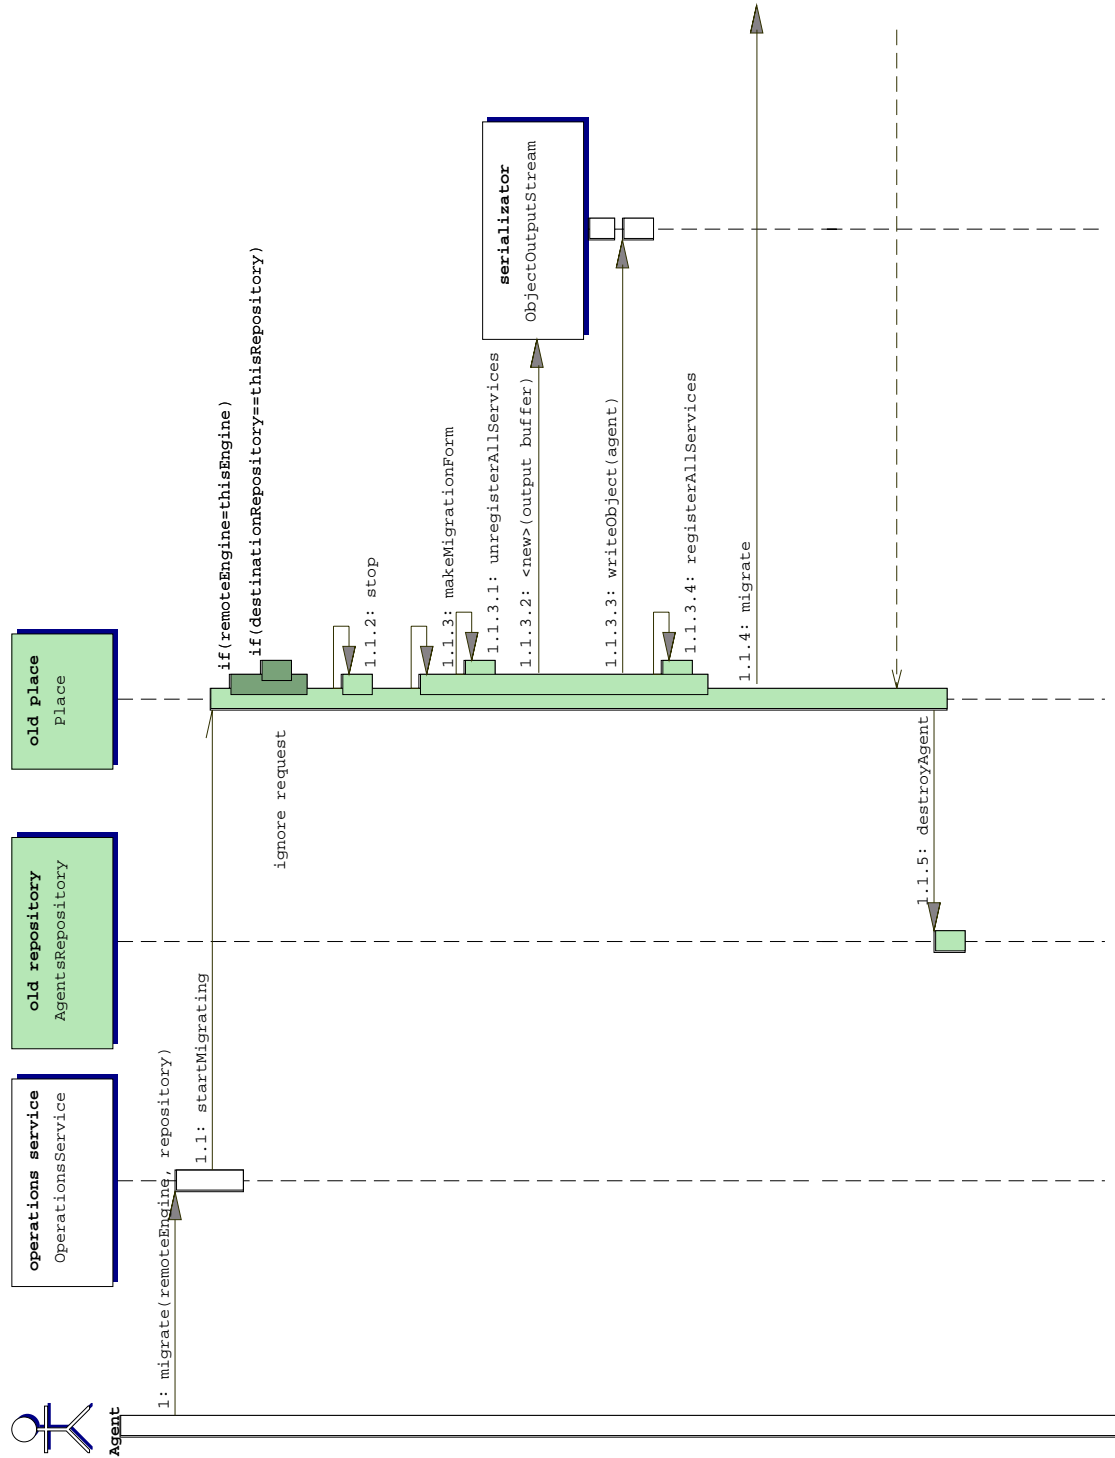 Agent
operations service
OperationsService
old repository
AgentsRepository
old place
Place
1: migrate(remoteEngine, repository)
1.1: startMigrating
if(remoteEngine=thisEngine)
if(destinationRepository==thisRepository)
ignore request
1.1.2: stop
1.1.3: makeMigrationForm
1.1.3.1: unregisterAllServices
serializator
ObjectOutputStream
1.1.3.2: <new>(output buffer)
1.1.3.3: writeObject(agent)
1.1.3.4: registerAllServices
1.1.4: migrate
1.1.5: destroyAgent